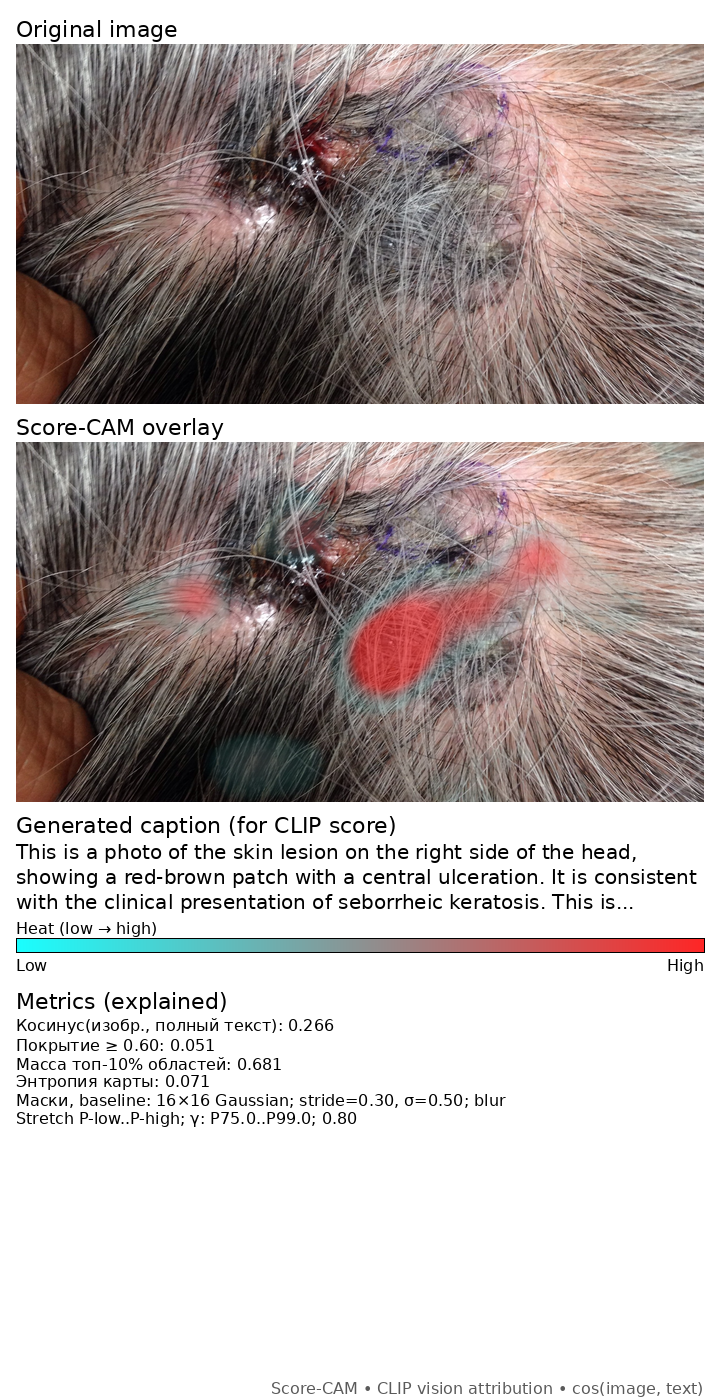 Original image
Score-CAM overlay
Generated caption (for CLIP score)
This is a photo of the skin lesion on the right side of the head,
showing a red-brown patch with a central ulceration. It is consistent
with the clinical presentation of seborrheic keratosis. This is...
Heat (low → high)
Low High
Metrics (explained)
Косинус(изобр., полный текст): 0.266
Покрытие ≥ 0.60: 0.051
Масса топ-10% областей: 0.681
Энтропия карты: 0.071
Маски, baseline: 16×16 Gaussian; stride=0.30, σ=0.50; blur
Stretch P-low..P-high; γ: P75.0..P99.0; 0.80
Score-CAM • CLIP vision attribution • cos(image, text)